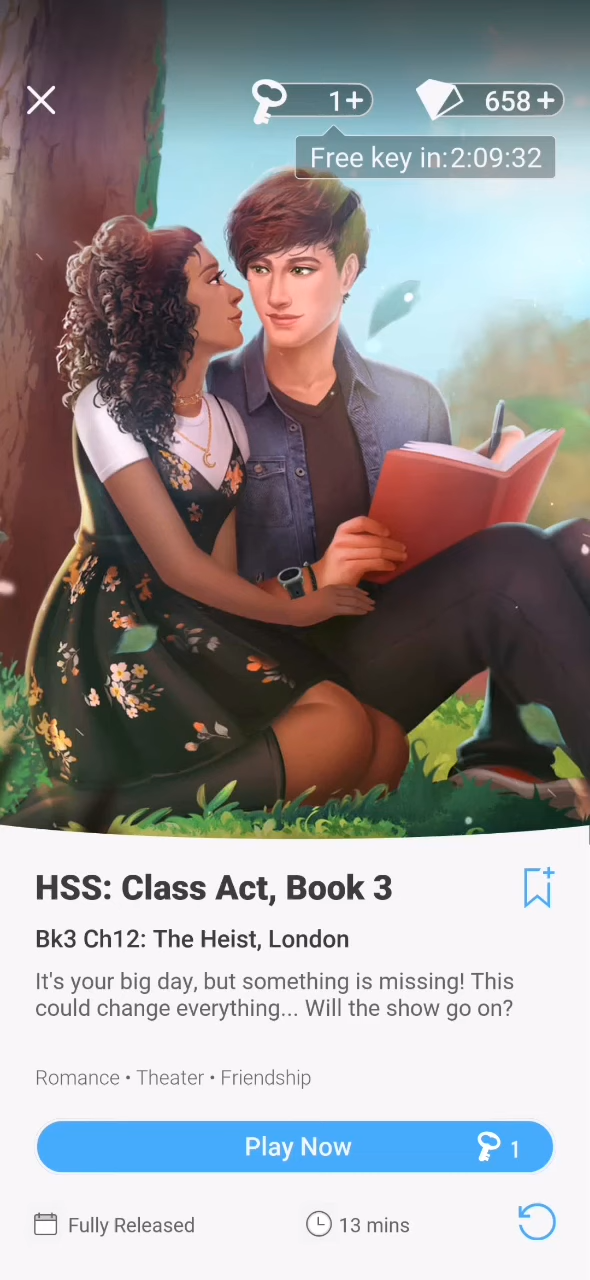 1+
658+
Free key in:2:09:32
HSS: Class Act, Book 3
Bk3 Ch12: The Heist, London
It's your big day, but something is missing! This
could change everything... Will the show go on?
Romance • Theater • Friendship
Play Now 1
Fully Released 13 mins